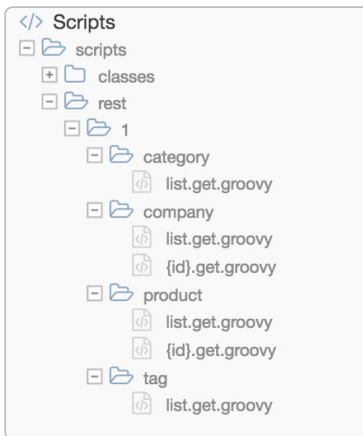 Scripts
scripts
classes
rest
1
category
list.get.groovy
company
list.get.groovy
{id}.get.groovy
product
list.get.groovy
{id}.get.groovy
tag
list.get.groovy